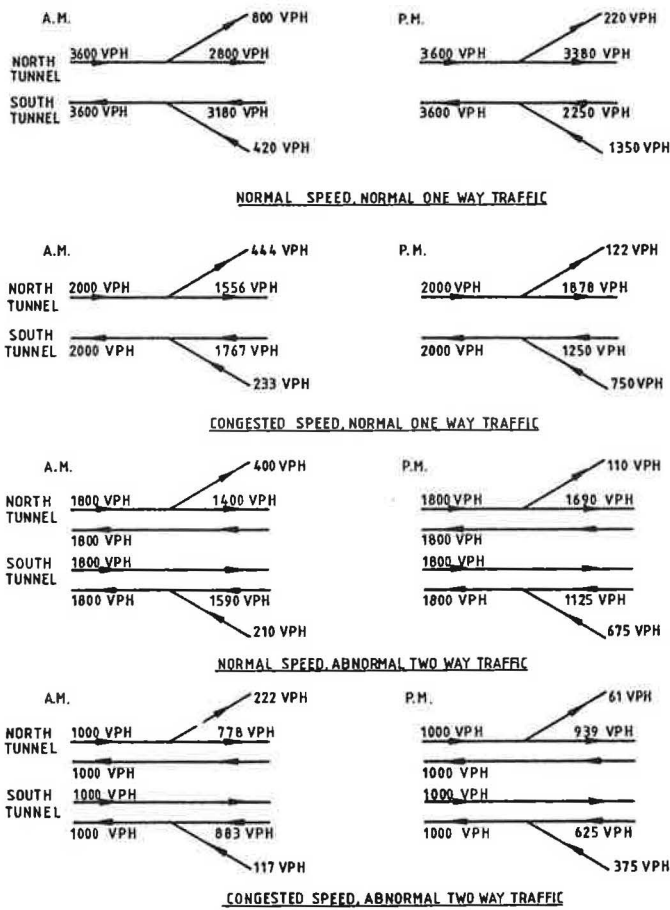 A.M. 800 VPH P.M. 220 VPH
NORTH TUNNEL 3600 VPH 2800 VPH 3600 VPH 3380 VPH
SOUTH TUNNEL 3600 VPH 3180 VPH 3600 VPH 2250 VPH
420 VPH 1350 VPH
NORMAL SPEED, NORMAL ONE WAY TRAFFIC
A.M. 444 VPH P.M. 122 VPH
NORTH TUNNEL 2000 VPH 1556 VPH 2000 VPH 1878 VPH
SOUTH TUNNEL 2000 VPH 1767 VPH 2000 VPH 1250 VPH
233 VPH 750 VPH
CONGESTED SPEED, NORMAL ONE WAY TRAFFIC
A.M. 400 VPH P.M. 110 VPH
NORTH TUNNEL 1800 VPH 1400 VPH 1800 VPH 1690 VPH
1800 VPH 1800 VPH
SOUTH TUNNEL 1800 VPH 1800 VPH
1800 VPH 1590 VPH 1800 VPH 1125 VPH
210 VPH 675 VPH
NORMAL SPEED, ABNORMAL TWO WAY TRAFFIC
A.M. 222 VPH P.M. 61 VPH
NORTH TUNNEL 1000 VPH 778 VPH 1000 VPH 939 VPH
1000 VPH 1000 VPH
SOUTH TUNNEL 1000 VPH 1000 VPH
1000 VPH 883 VPH 1000 VPH 625 VPH
117 VPH 375 VPH
CONGESTED SPEED, ABNORMAL TWO WAY TRAFFIC